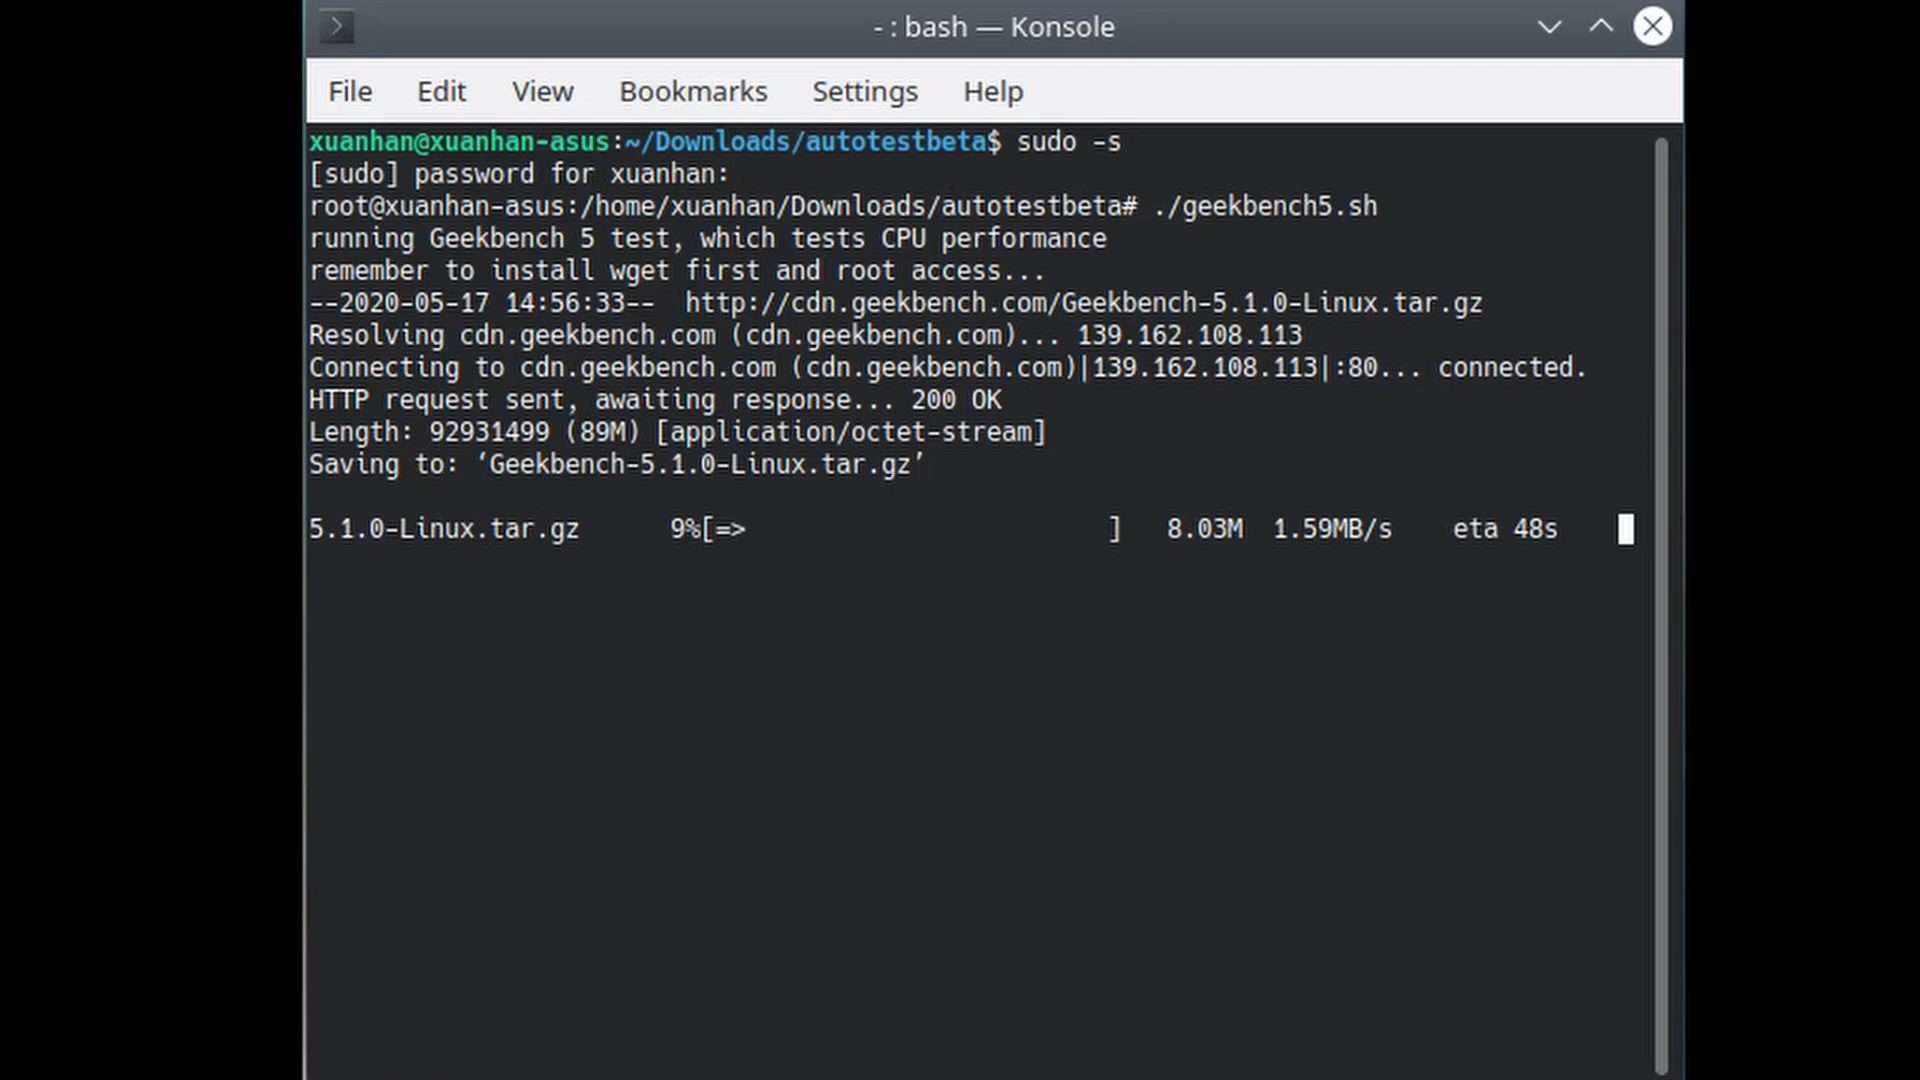 - : bash — Konsole
File Edit View Bookmarks Settings Help
xuanhan@xuanhan-asus:~/Downloads/autotestbeta$ sudo -s
[sudo] password for xuanhan:
root@xuanhan-asus:/home/xuanhan/Downloads/autotestbeta# ./geekbench5.sh
running Geekbench 5 test, which tests CPU performance
remember to install wget first and root access...
--2020-05-17 14:56:33--  http://cdn.geekbench.com/Geekbench-5.1.0-Linux.tar.gz
Resolving cdn.geekbench.com (cdn.geekbench.com)... 139.162.108.113
Connecting to cdn.geekbench.com (cdn.geekbench.com)|139.162.108.113|:80... connected.
HTTP request sent, awaiting response... 200 OK
Length: 92931499 (89M) [application/octet-stream]
Saving to: ‘Geekbench-5.1.0-Linux.tar.gz’
5.1.0-Linux.tar.gz      9%[=>                        ]   8.03M  1.59MB/s    eta 48s